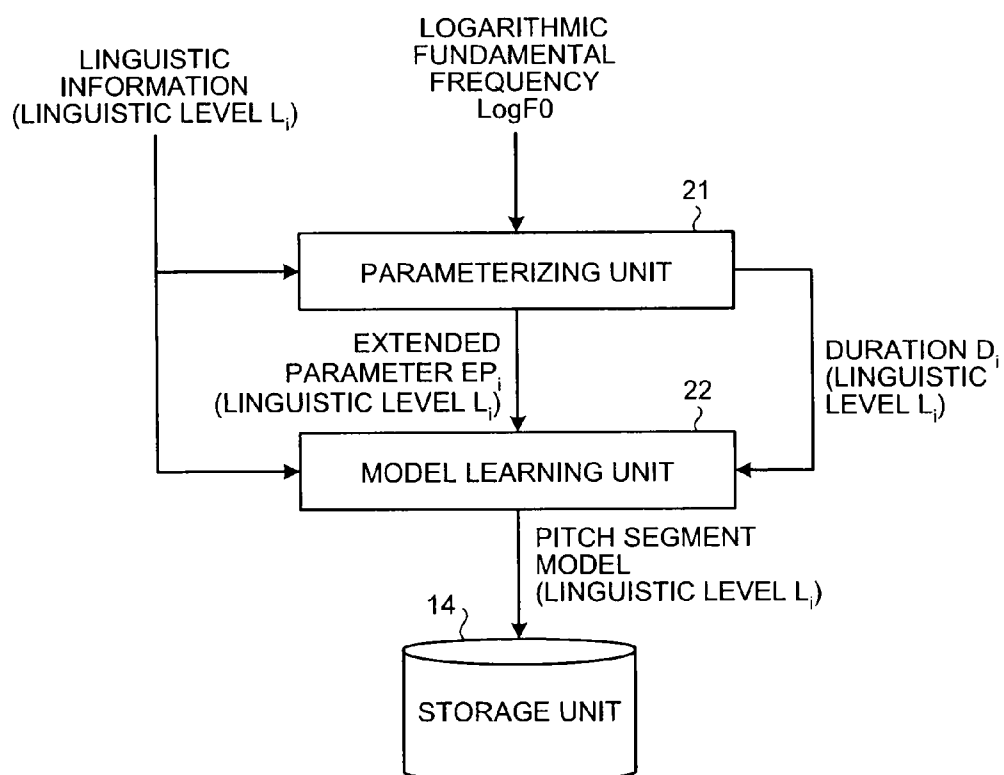 LOGARITHMIC
FUNDAMENTAL
FREQUENCY
LogF0
LINGUISTIC
INFORMATION
(LINGUISTIC LEVEL Li)
21
PARAMETERIZING UNIT
EXTENDED
PARAMETER EPi
(LINGUISTIC LEVEL Li)
DURATION Di
(LINGUISTIC
LEVEL Li)
22
MODEL LEARNING UNIT
PITCH SEGMENT
MODEL
(LINGUISTIC LEVEL Li)
14
STORAGE UNIT